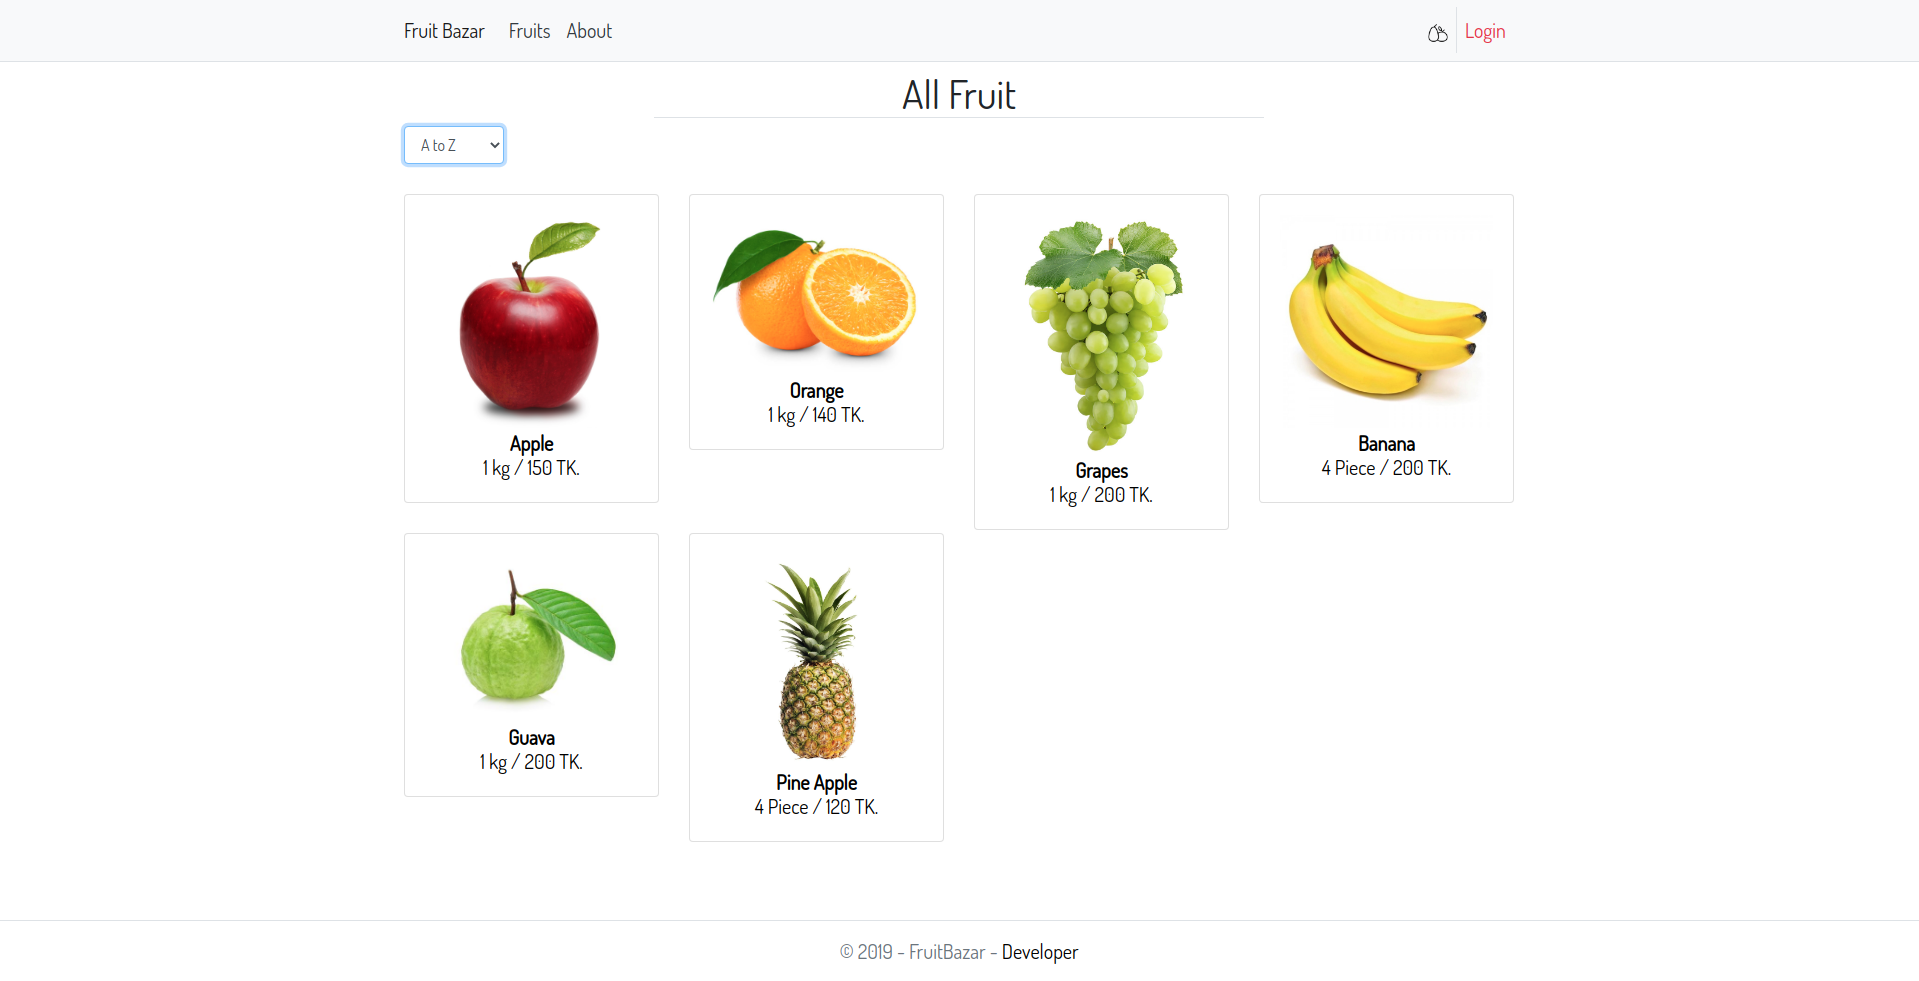 Fruit Bazar Fruits About Login
All Fruit
A to Z
Apple
1 kg / 150 TK.
Orange
1 kg / 140 TK.
Grapes
1 kg / 200 TK.
Banana
4 Piece / 200 TK.
Guava
1 kg / 200 TK.
Pine Apple
4 Piece / 120 TK.
© 2019 - FruitBazar - Developer